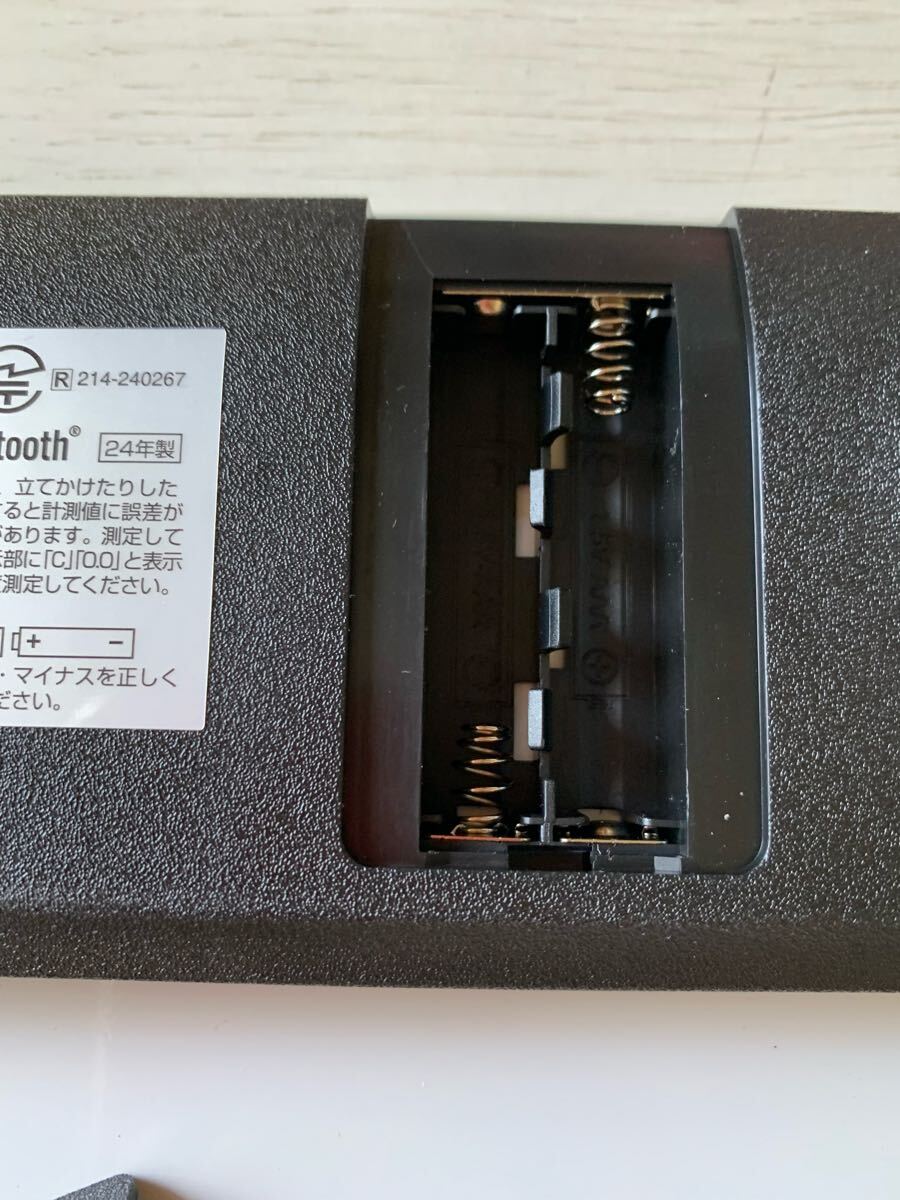 R 214-240267
tooth® 24年製
、立てかけたりした
すると計測値に誤差が
があります。測定して
示部に「C」「0.0」と表示
測定してください。
+ −
・マイナスを正しく
ださい。